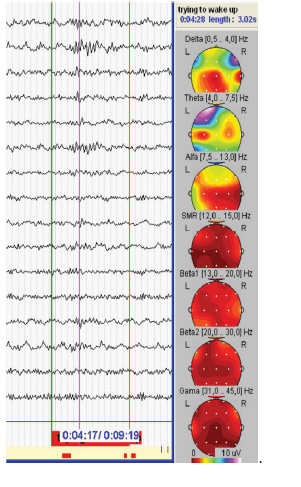 trying to wake up
0:04:28 length: 3.02s
Delta [0,5 .. 4,0] Hz
L R
Theta [4,0 .. 7,5] Hz
L R
Alfa [7,5 .. 13,0] Hz
L R
SMR [12,0 .. 15,0] Hz
L R
Beta1 [13,0 .. 20,0] Hz
L R
Beta2 [20,0 .. 30,0] Hz
L R
Gama [31,0 .. 45,0] Hz
L R
0:04:17/ 0:09:19
0 10 uV